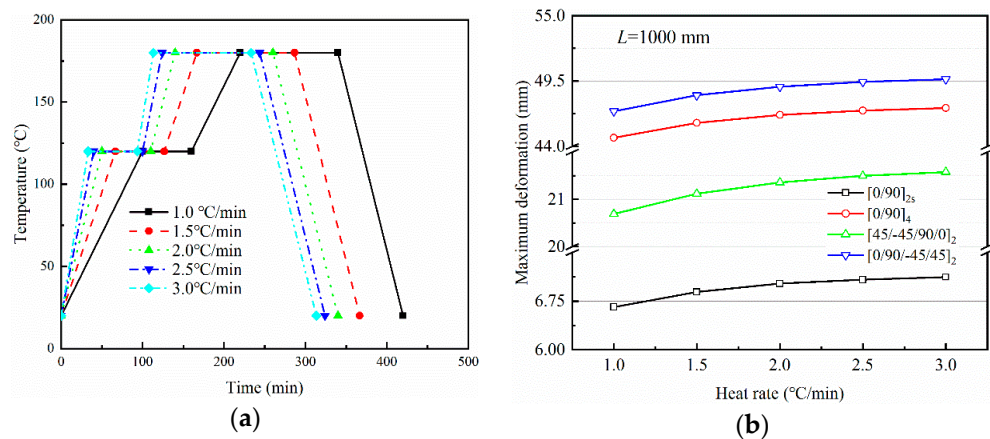 200
150
100
50
0
Temperature (℃)
1.0 ℃/min
1.5℃/min
2.0℃/min
2.5℃/min
3.0℃/min
0 100 200 300 400 500
Time (min)
(a)
55.0
49.5
44.0
21
20
6.75
6.00
Maximum deformation (mm)
L=1000 mm
[0/90]2s
[0/90]4
[45/-45/90/0]2
[0/90/-45/45]2
1.0 1.5 2.0 2.5 3.0
Heat rate (℃/min)
(b)